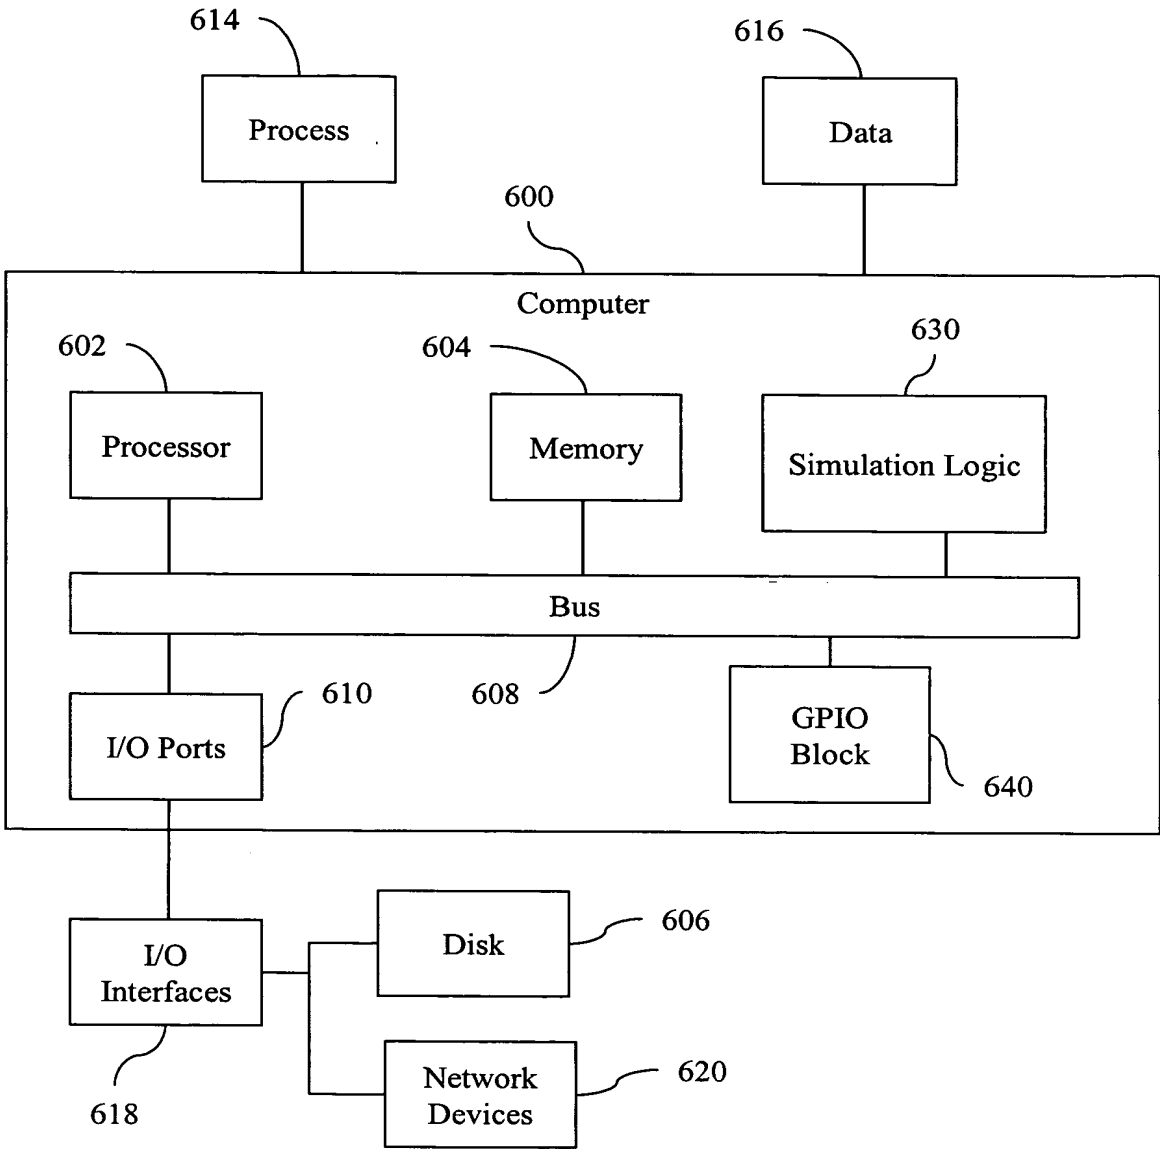 614
616
Process
Data
600
Computer
602
604
630
Processor
Memory
Simulation Logic
Bus
610
608
I/O Ports
GPIO
Block
640
I/O
Interfaces
Disk
606
618
Network
Devices
620